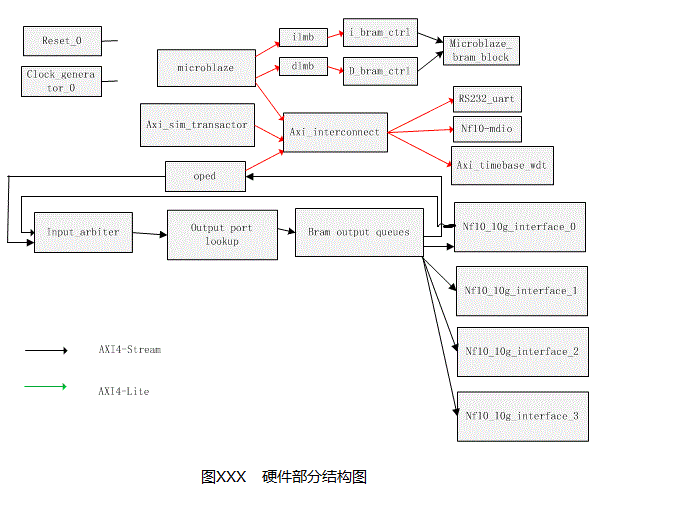 Reset_0
Clock_genera
tor_0
microblaze
ilmb
dlmb
i_bram_ctrl
D_bram_ctrl
Microblaze_
bram_block
Axi_sim_transactor
Axi_interconnect
RS232_uart
Nf10-mdio
Axi_timebase_wdt
oped
Input_arbiter
Output port
lookup
Bram output queues
Nf10_10g_interface_0
Nf10_10g_interface_1
Nf10_10g_interface_2
Nf10_10g_interface_3
AXI4-Stream
AXI4-Lite
图XXX 硬件部分结构图